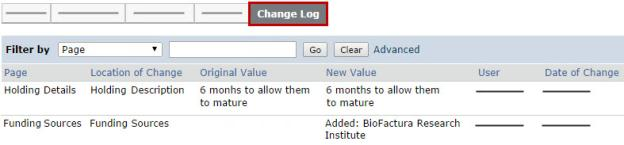 Change Log
Filter by Page Go Clear Advanced
Page Location of Change Original Value New Value User Date of Change
Holding Details Holding Description 6 monhs to allow them 6 months to allow them
to mature to mature
Funding Sources Funding Sources Added: BioFactura Research
Institute